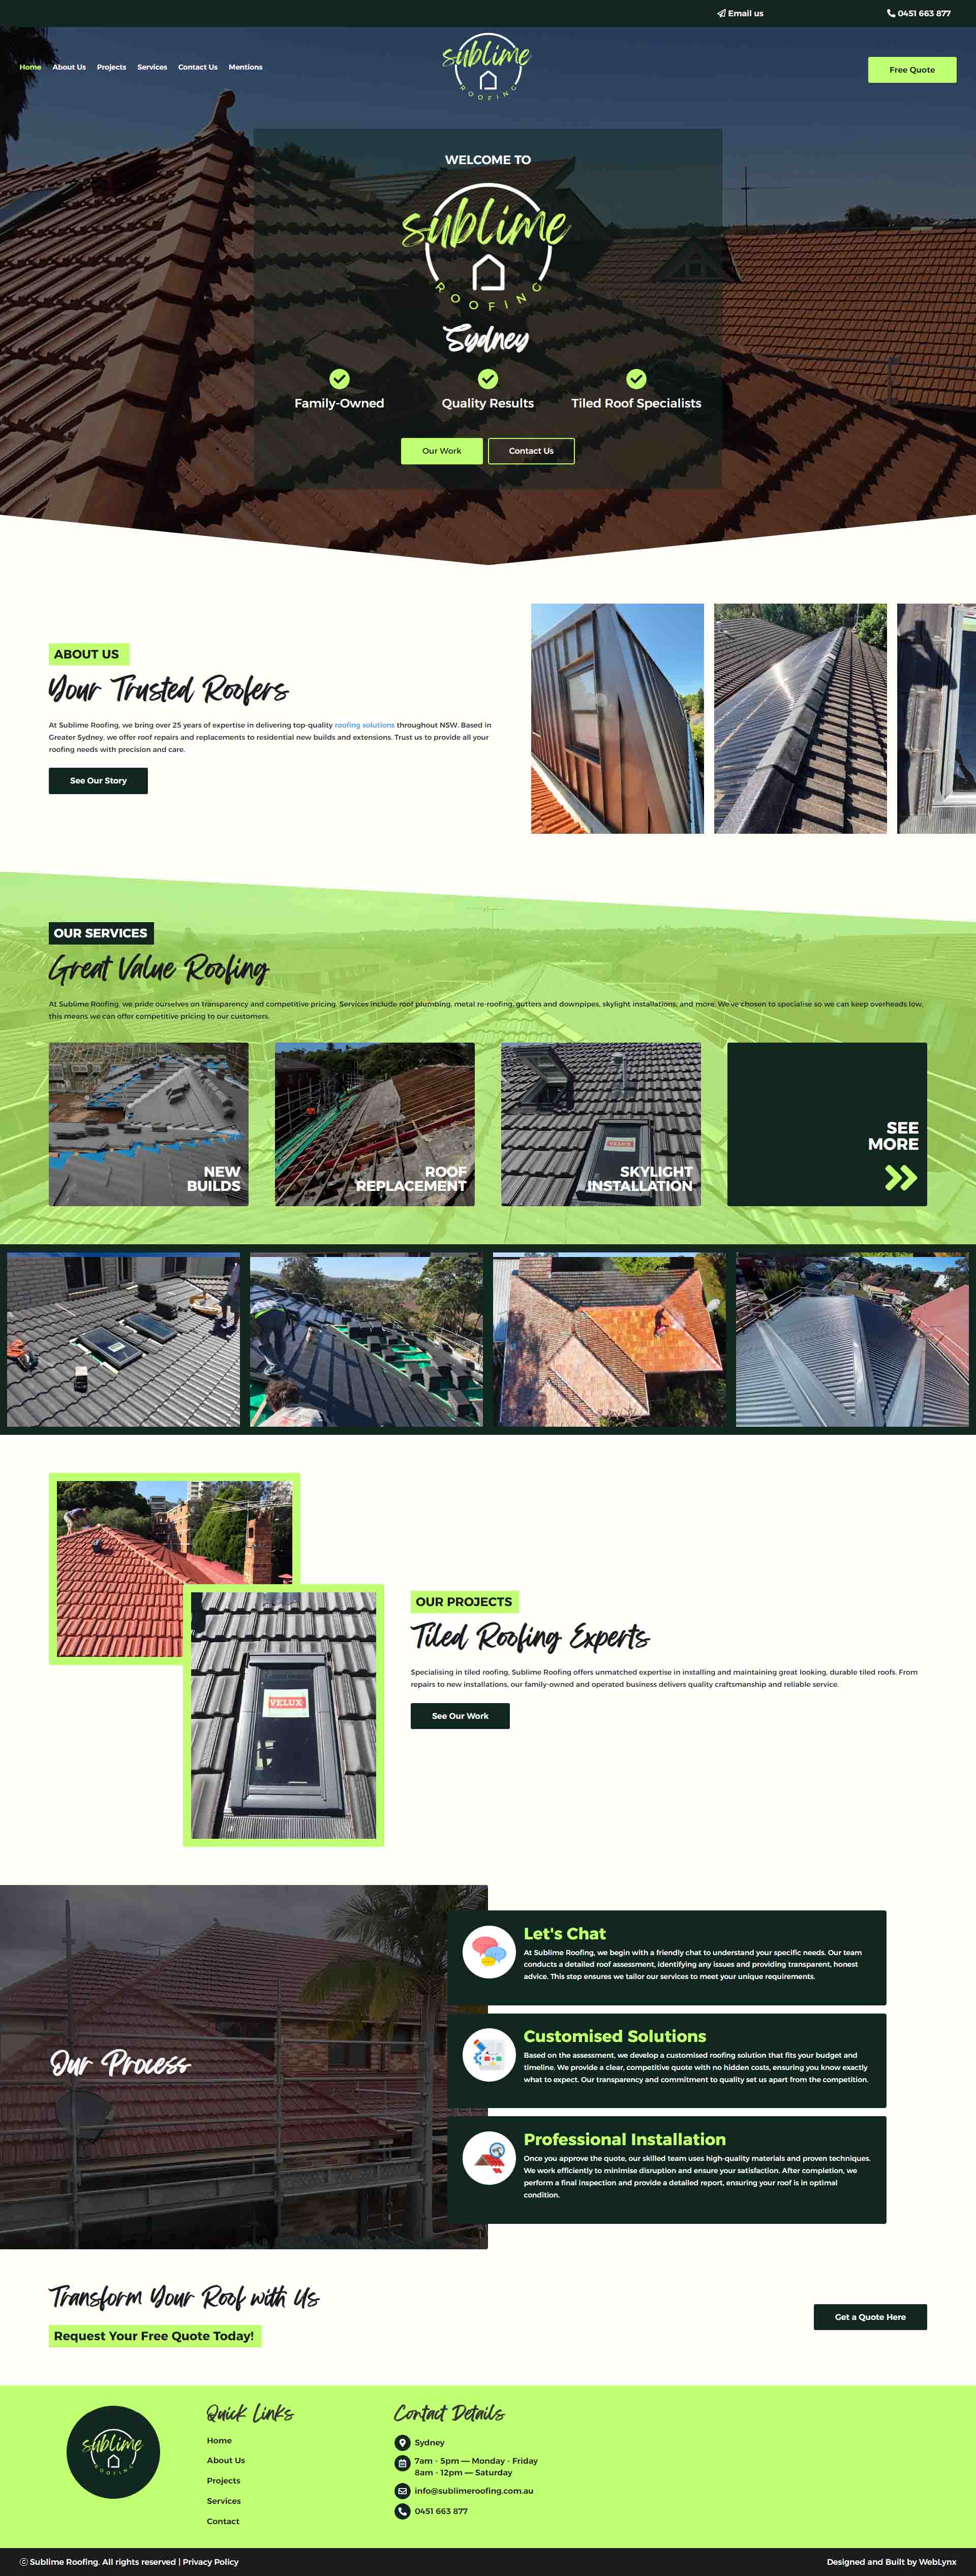 Email us
0451 663 877
Home About Us Projects Services Contact Us Mentions
sublime
ROOFING
Free Quote
WELCOME TO
sublime
ROOFING
Sydney
Family-Owned
Quality Results
Tiled Roof Specialists
Our Work
Contact Us
ABOUT US
Your Trusted Roofers
At Sublime Roofing, we bring over 25 years of expertise in delivering top-quality roofing solutions throughout NSW. Based in
Greater Sydney, we offer roof repairs and replacements to residential new builds and extensions. Trust us to provide all your
roofing needs with precision and care.
See Our Story
OUR SERVICES
Great Value Roofing
At Sublime Roofing, we pride ourselves on transparency and competitive pricing. Services include roof plumbing, metal re-roofing, gutters and downpipes, skylight installations, and more. We've chosen to specialise so we can keep overheads low,
this means we can offer competitive pricing to our customers.
NEW
BUILDS
ROOF
REPLACEMENT
VELUX
SKYLIGHT
INSTALLATION
SEE
MORE
OUR PROJECTS
Tiled Roofing Experts
Specialising in tiled roofing, Sublime Roofing offers unmatched expertise in installing and maintaining great looking, durable tiled roofs. From
repairs to new installations, our family-owned and operated business delivers quality craftsmanship and reliable service.
See Our Work
VELUX
Our Process
Let's Chat
At Sublime Roofing, we begin with a friendly chat to understand your specific needs. Our team
conducts a detailed roof assessment, identifying any issues and providing transparent, honest
advice. This step ensures we tailor our services to meet your unique requirements.
Customised Solutions
Based on the assessment, we develop a customised roofing solution that fits your budget and
timeline. We provide a clear, competitive quote with no hidden costs, ensuring you know exactly
what to expect. Our transparency and commitment to quality set us apart from the competition.
Professional Installation
Once you approve the quote, our skilled team uses high-quality materials and proven techniques.
We work efficiently to minimise disruption and ensure your satisfaction. After completion, we
perform a final inspection and provide a detailed report, ensuring your roof is in optimal
condition.
Transform Your Roof with Us
Request Your Free Quote Today!
Get a Quote Here
sublime
ROOFING
Quick Links
Home
About Us
Projects
Services
Contact
Contact Details
Sydney
7am - 5pm — Monday - Friday
8am - 12pm — Saturday
info@sublimeroofing.com.au
0451 663 877
© Sublime Roofing. All rights reserved | Privacy Policy
Designed and Built by WebLynx